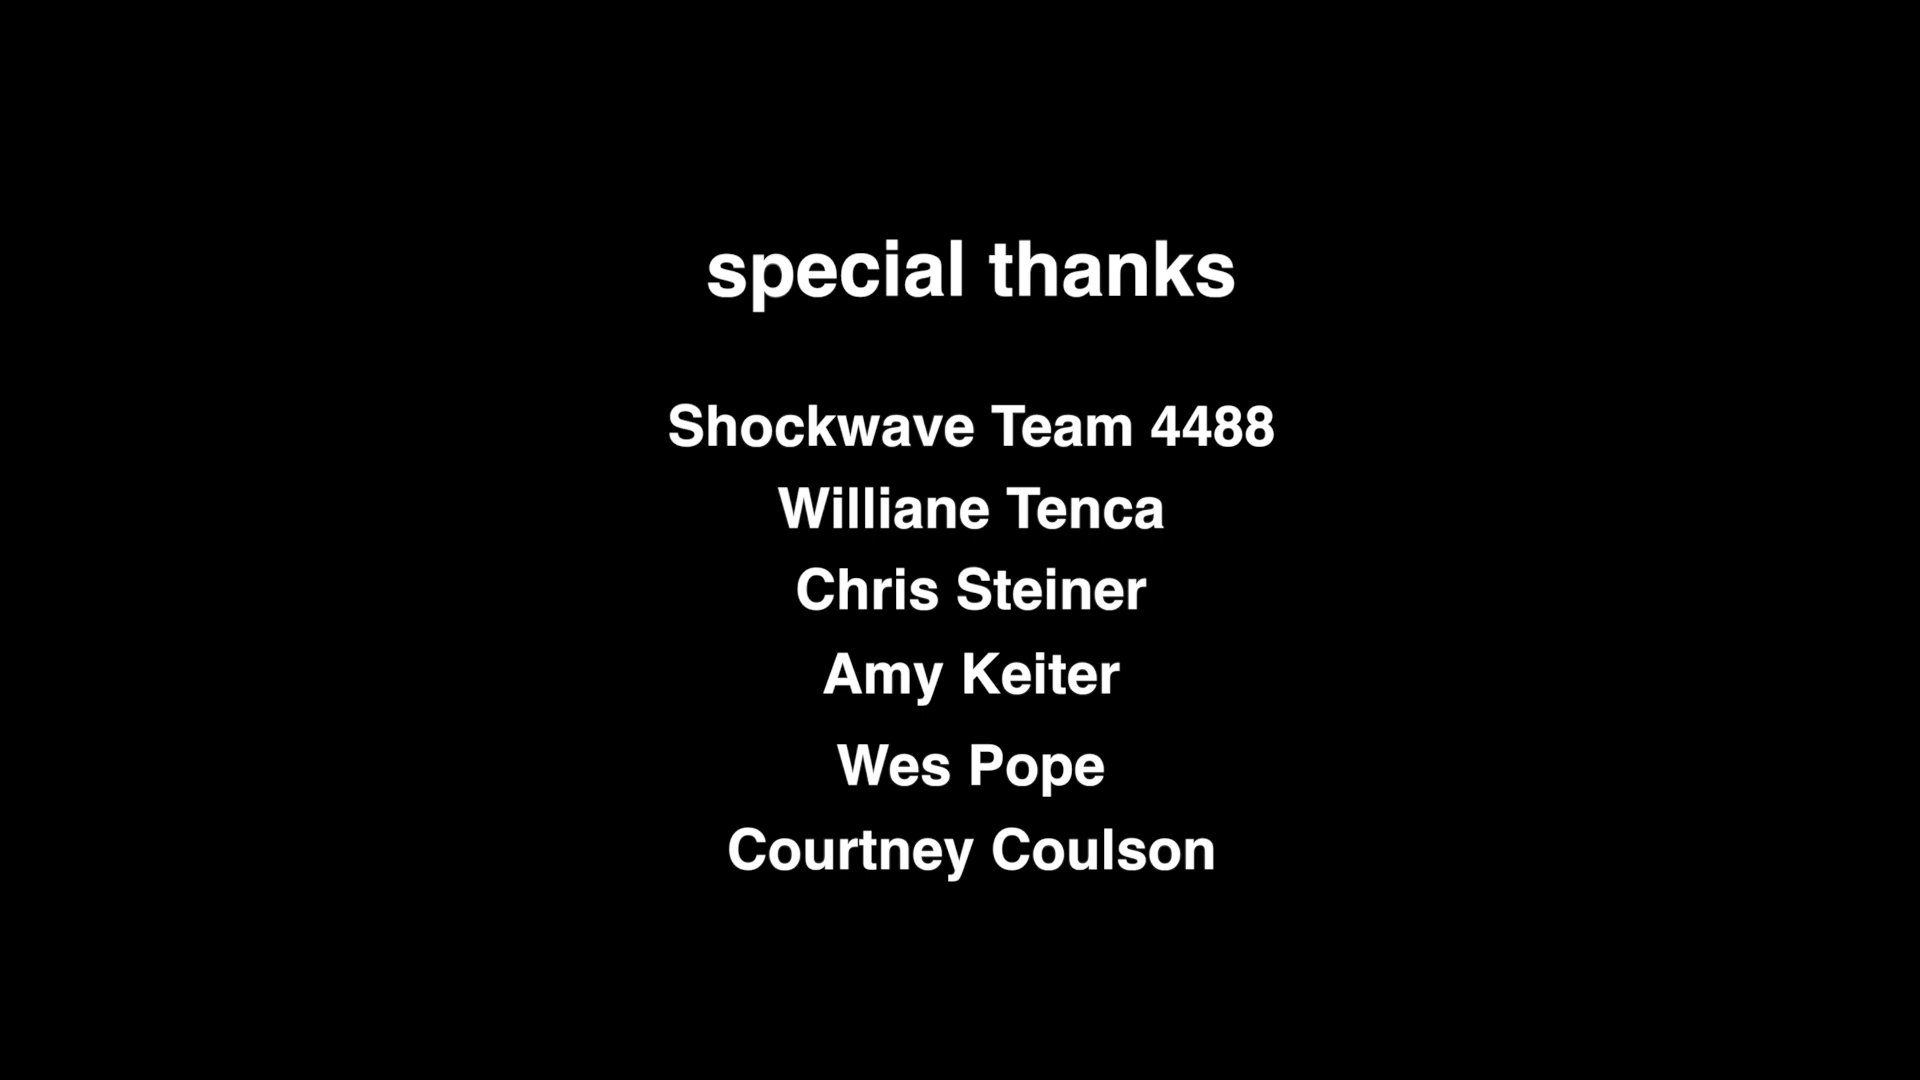 special thanks
Shockwave Team 4488
Williane Tenca
Chris Steiner
Amy Keiter
Wes Pope
Courtney Coulson